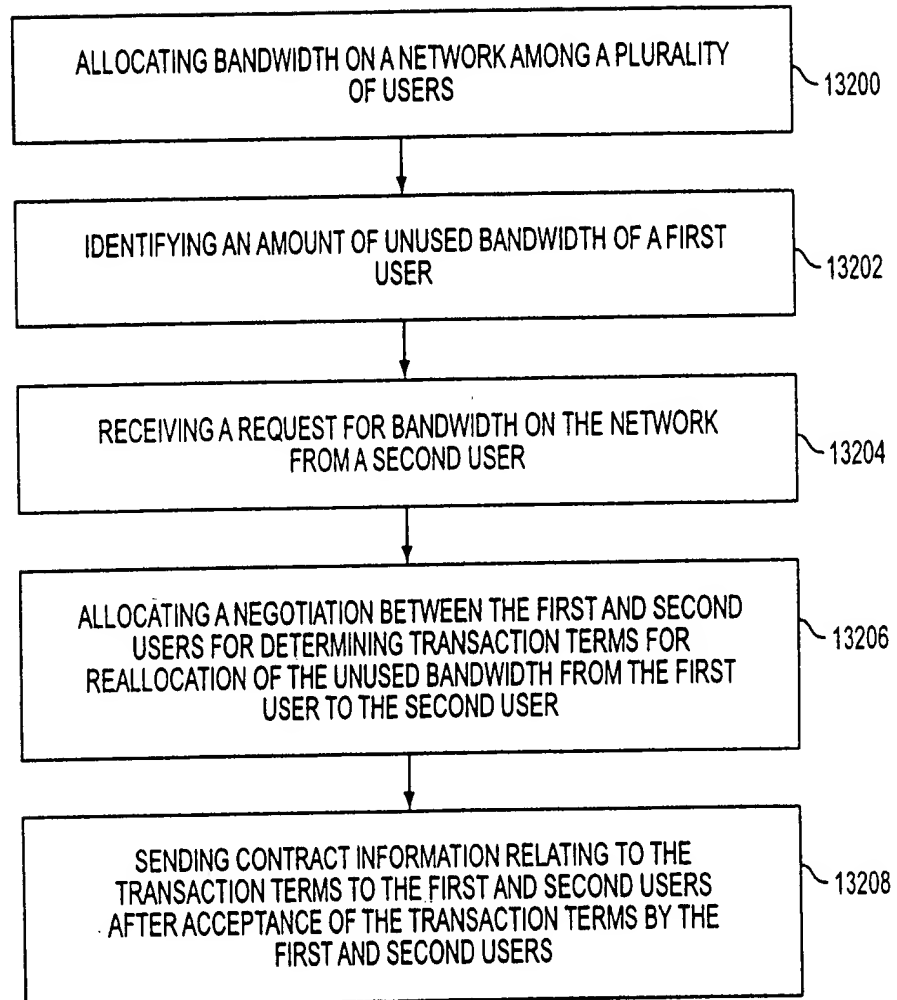 ALLOCATING BANDWIDTH ON A NETWORK AMONG A PLURALITY
OF USERS
13200
IDENTIFYING AN AMOUNT OF UNUSED BANDWIDTH OF A FIRST
USER
13202
RECEIVING A REQUEST FOR BANDWIDTH ON THE NETWORK
FROM A SECOND USER
13204
ALLOCATING A NEGOTIATION BETWEEN THE FIRST AND SECOND
USERS FOR DETERMINING TRANSACTION TERMS FOR
REALLOCATION OF THE UNUSED BANDWIDTH FROM THE FIRST
USER TO THE SECOND USER
13206
SENDING CONTRACT INFORMATION RELATING TO THE
TRANSACTION TERMS TO THE FIRST AND SECOND USERS
AFTER ACCEPTANCE OF THE TRANSACTION TERMS BY THE
FIRST AND SECOND USERS
13208